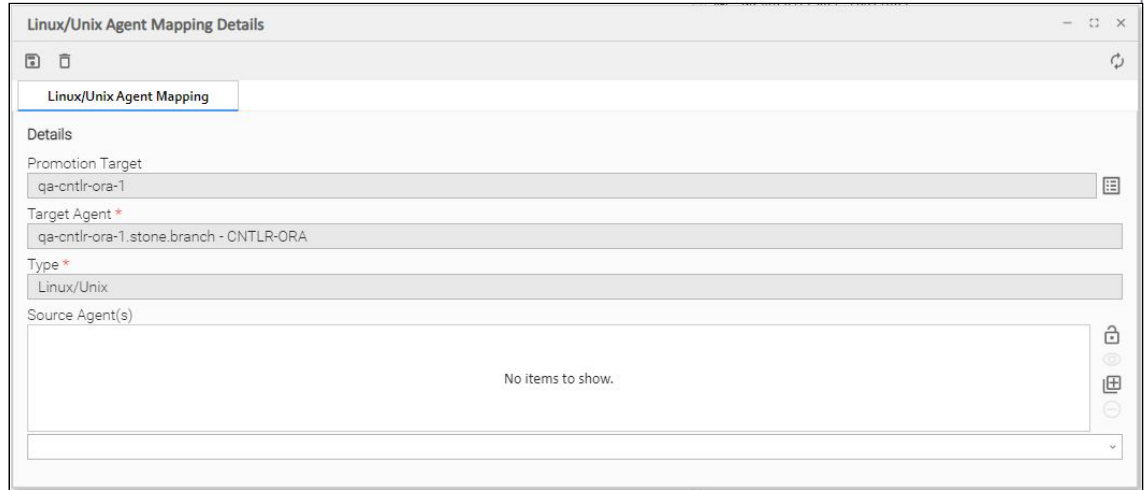 Linux/Unix Agent Mapping Details
Linux/Unix Agent Mapping
Details
Promotion Target
qa-cntlr-ora-1
Target Agent *
qa-cntlr-ora-1.stone.branch - CNTLR-ORA
Type *
Linux/Unix
Source Agent(s)
No items to show.